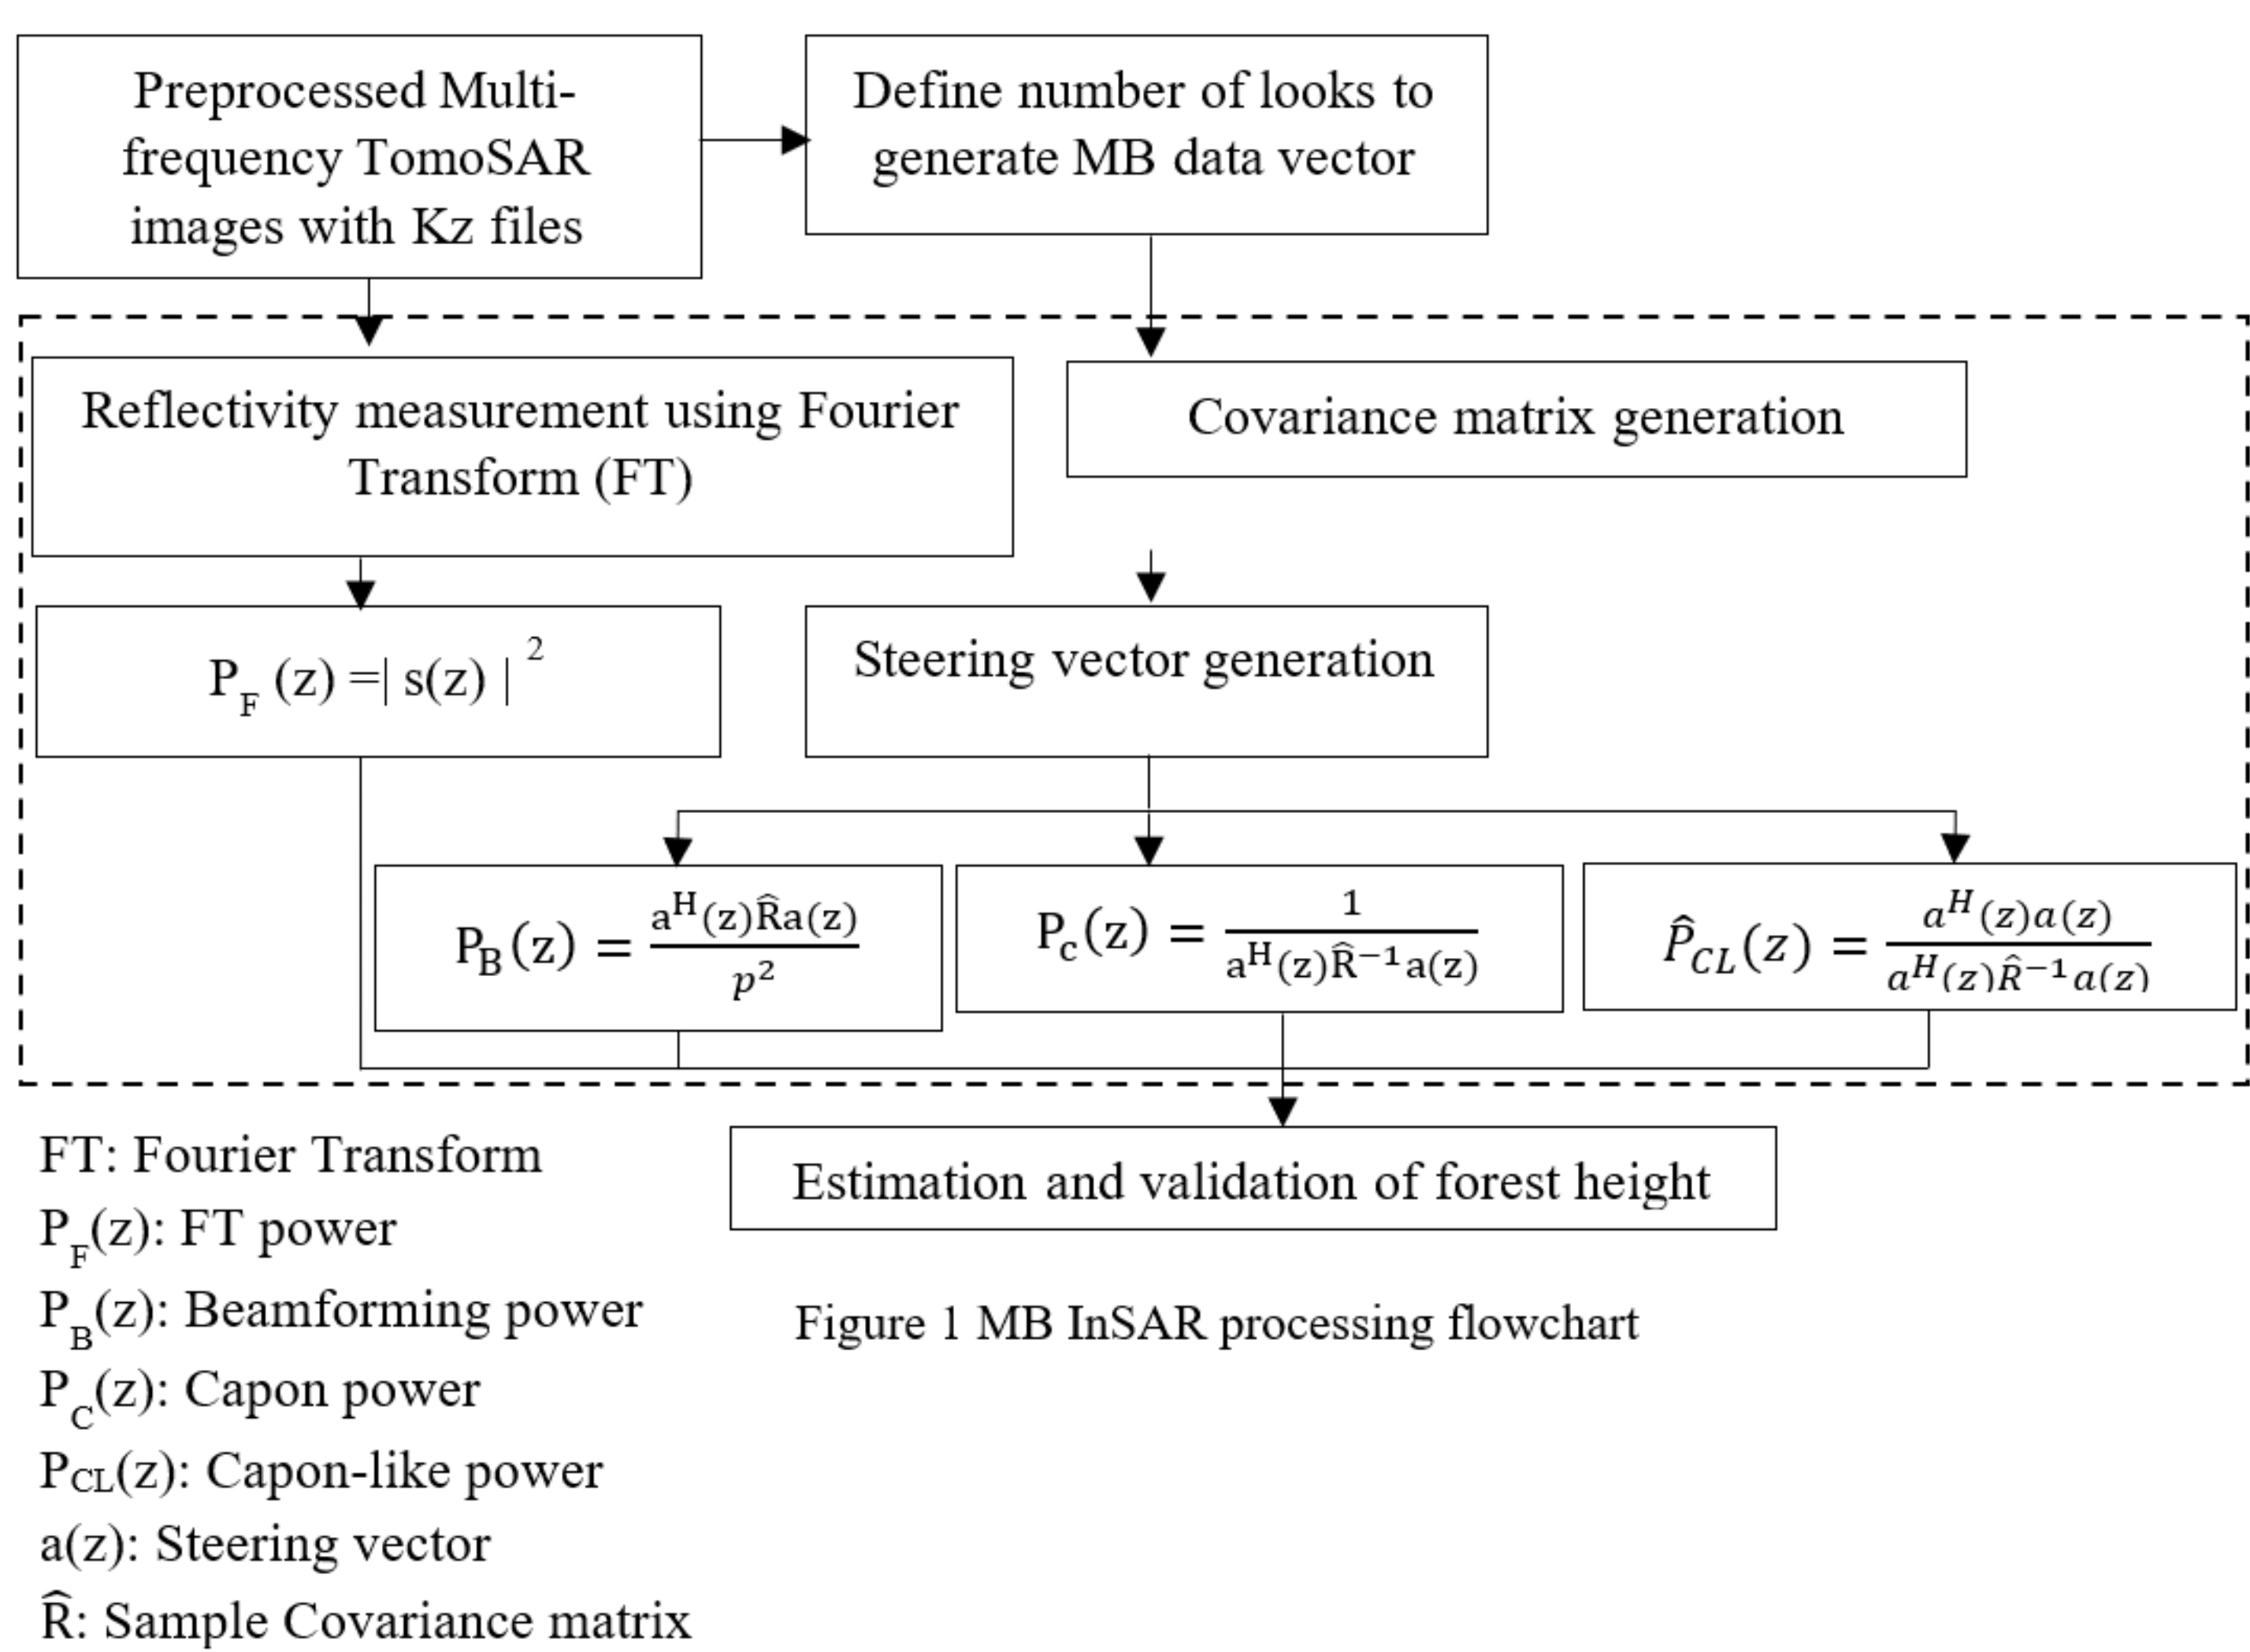 Preprocessed Multi-
frequency TomoSAR
images with Kz files
Define number of looks to
generate MB data vector
Reflectivity measurement using Fourier
Transform (FT)
Covariance matrix generation
P_F (z) =| s(z) | ^2
Steering vector generation
P_B(z) = a^H(z)R̂a(z) / p^2
P_c(z) = 1 / a^H(z)R̂^−1a(z)
P̂_CL(z) = a^H(z)a(z) / a^H(z)R̂^−1a(z)
Estimation and validation of forest height
FT: Fourier Transform
P_F(z): FT power
P_B(z): Beamforming power
P_C(z): Capon power
PCL(z): Capon-like power
a(z): Steering vector
R̂: Sample Covariance matrix
Figure 1 MB InSAR processing flowchart